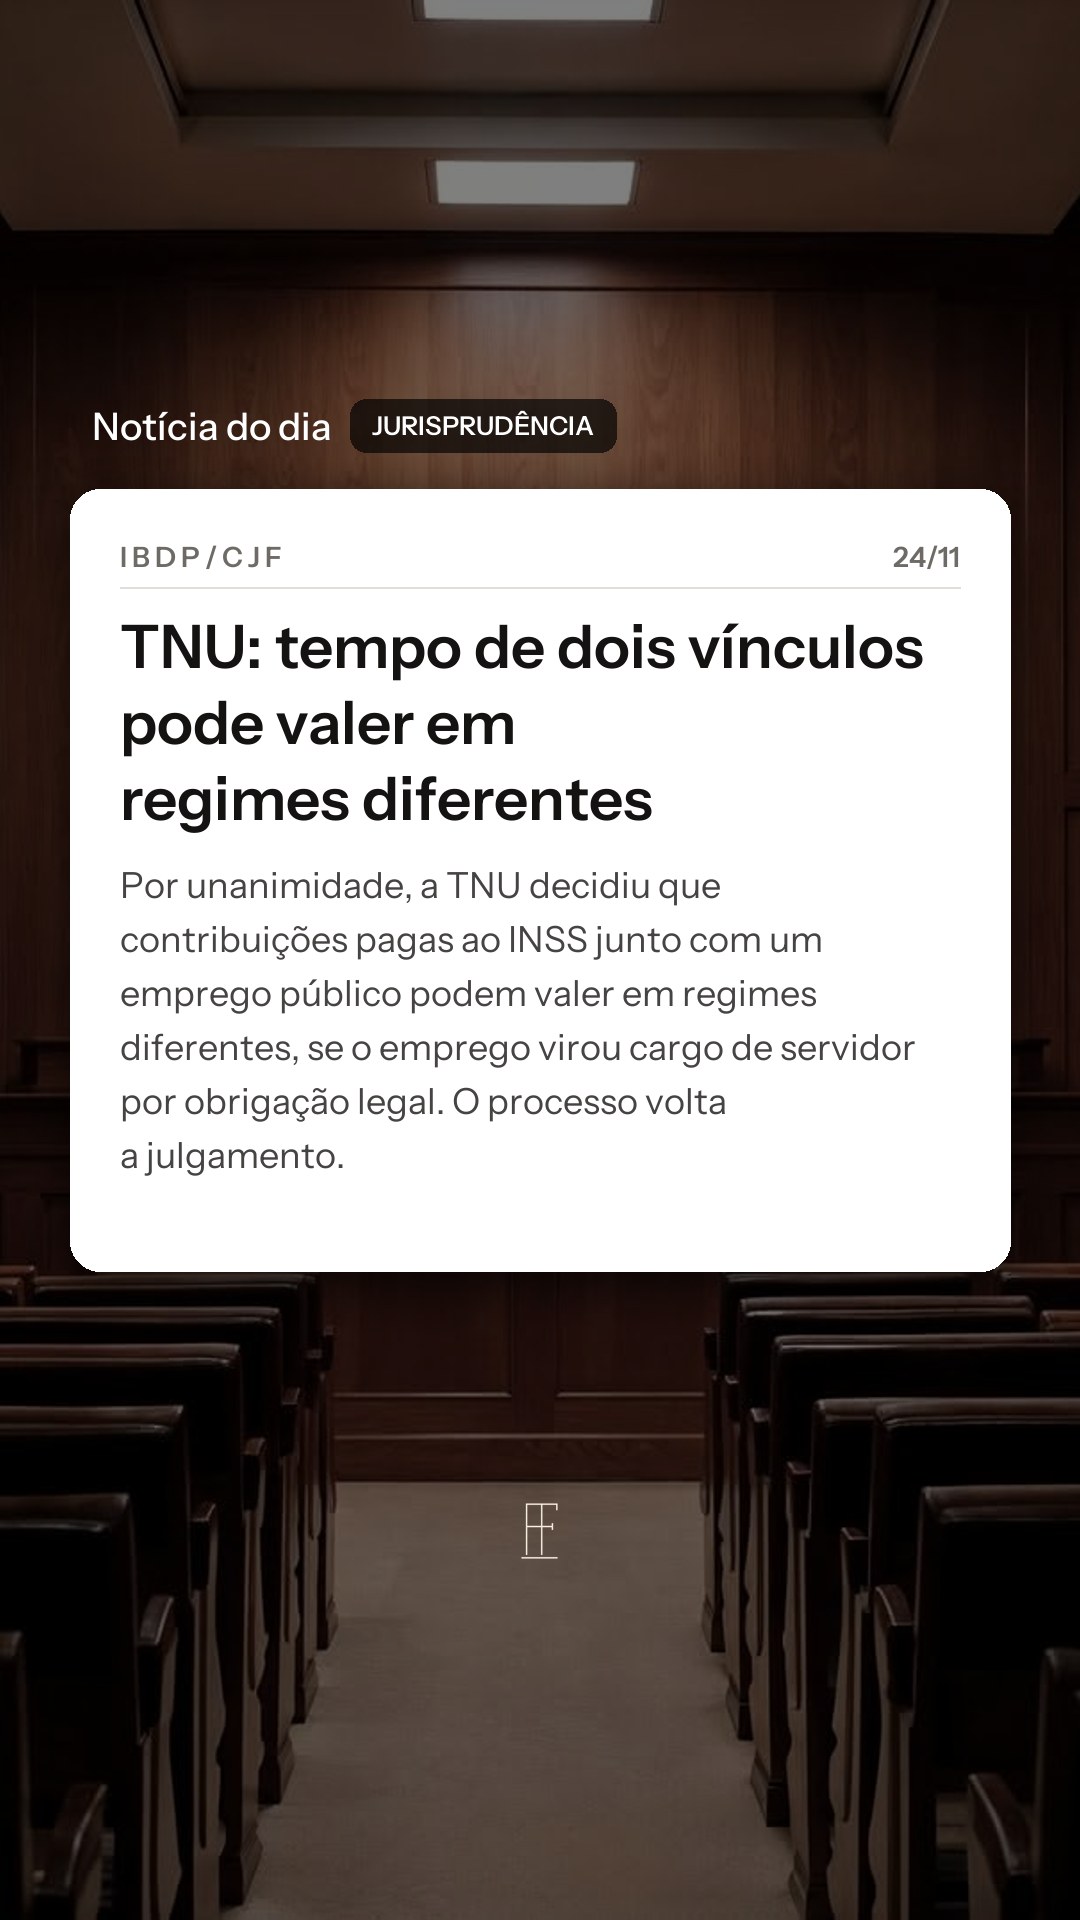 Notícia do dia
JURISPRUDÊNCIA
IBDP/CJF
24/11
TNU: tempo de dois vínculos
pode valer em
regimes diferentes
Por unanimidade, a TNU decidiu que
contribuições pagas ao INSS junto com um
emprego público podem valer em regimes
diferentes, se o emprego virou cargo de servidor
por obrigação legal. O processo volta
a julgamento.